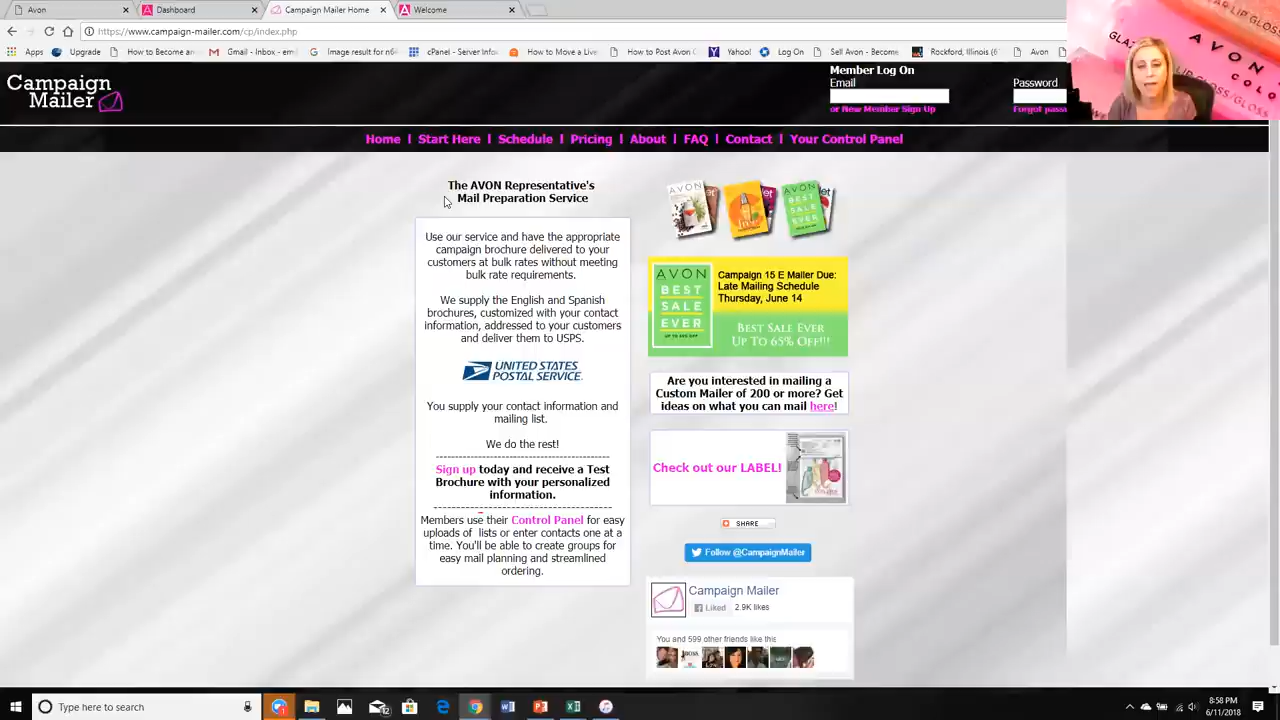 Avon
Dashboard
Campaign Mailer Home
Welcome
https://www.campaign-mailer.com/cp/index.php
Apps
Upgrade
How to Become an
Gmail - Inbox - em
Image result for n64
cPanel - Server Info
How to Move a Live
How to Post Avon C
Yahoo!
Log On
Sell Avon - Become
Rockford, Illinois (6
Avon
Campaign
Mailer
Member Log On
Email
Password
or New Member Sign Up
Forgot pass
AVON
Home | Start Here | Schedule | Pricing | About | FAQ | Contact | Your Control Panel
The AVON Representative's
Mail Preparation Service
Use our service and have the appropriate
campaign brochure delivered to your
customers at bulk rates without meeting
bulk rate requirements.
We supply the English and Spanish
brochures, customized with your contact
information, addressed to your customers
and deliver them to USPS.
UNITED STATES
POSTAL SERVICE
You supply your contact information and
mailing list.
We do the rest!
Sign up today and receive a Test
Brochure with your personalized
information.
Members use their Control Panel for easy
uploads of lists or enter contacts one at a
time. You'll be able to create groups for
easy mail planning and streamlined
ordering.
AVON
BEST
SALE
EVER
Campaign 15 E Mailer Due:
Late Mailing Schedule
Thursday, June 14
AVON
BEST
SALE
EVER
UP TO 65% OFF
BEST SALE EVER
UP TO 65% OFF!!!
Are you interested in mailing a
Custom Mailer of 200 or more? Get
ideas on what you can mail here!
Check out our LABEL!
SHARE
Follow @CampaignMailer
Campaign Mailer
Liked 2.9K likes
You and 599 other friends like this
Type here to search
12
8:58 PM
6/11/2018